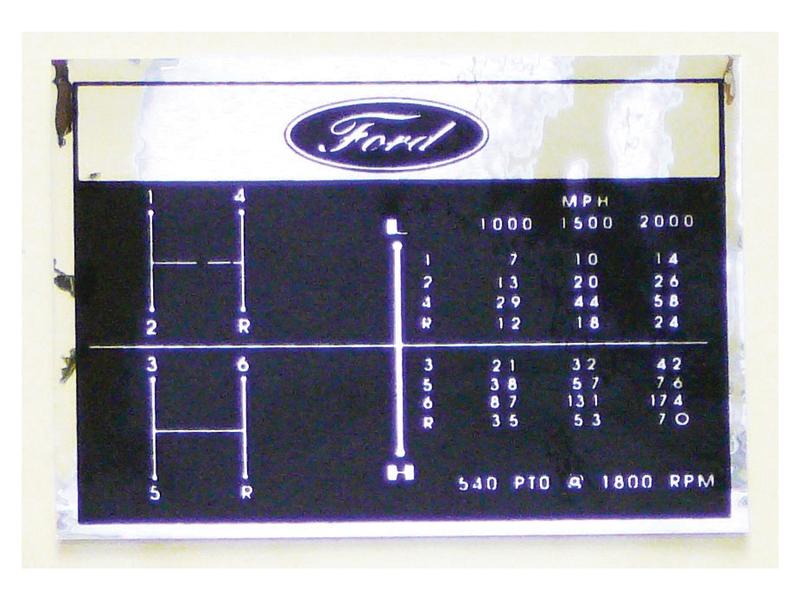 Ford
1 4
MPH
L
1000 1500 2000
1 7 10 14
2 13 20 26
4 29 44 58
2 R
R 12 18 24
3 6
3 21 32 42
5 38 57 76
6 87 131 174
R 35 53 70
H
5 R
540 PTO @ 1800 RPM